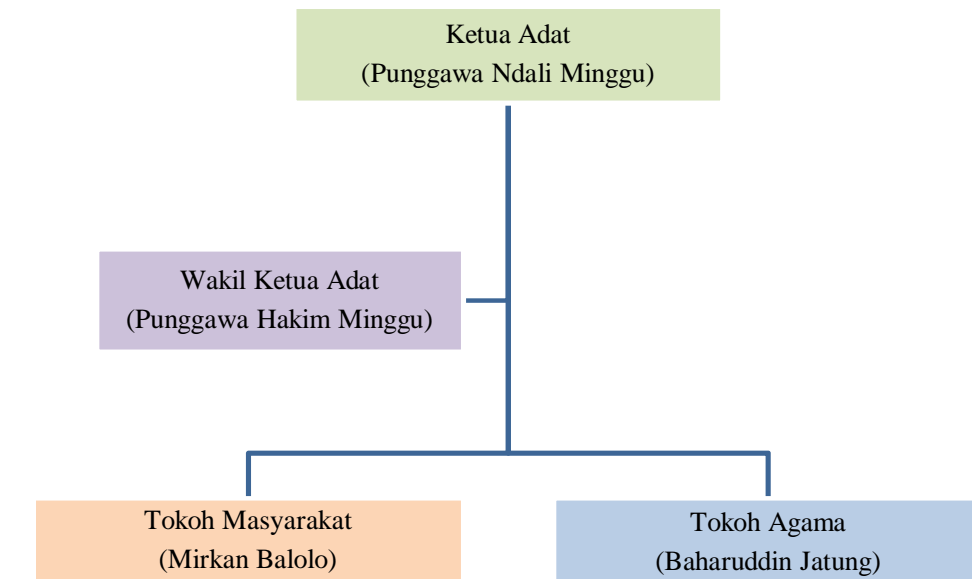 Ketua Adat
(Punggawa Ndali Minggu)
Wakil Ketua Adat
(Punggawa Hakim Minggu)
Tokoh Masyarakat
(Mirkan Balolo)
Tokoh Agama
(Baharuddin Jatung)